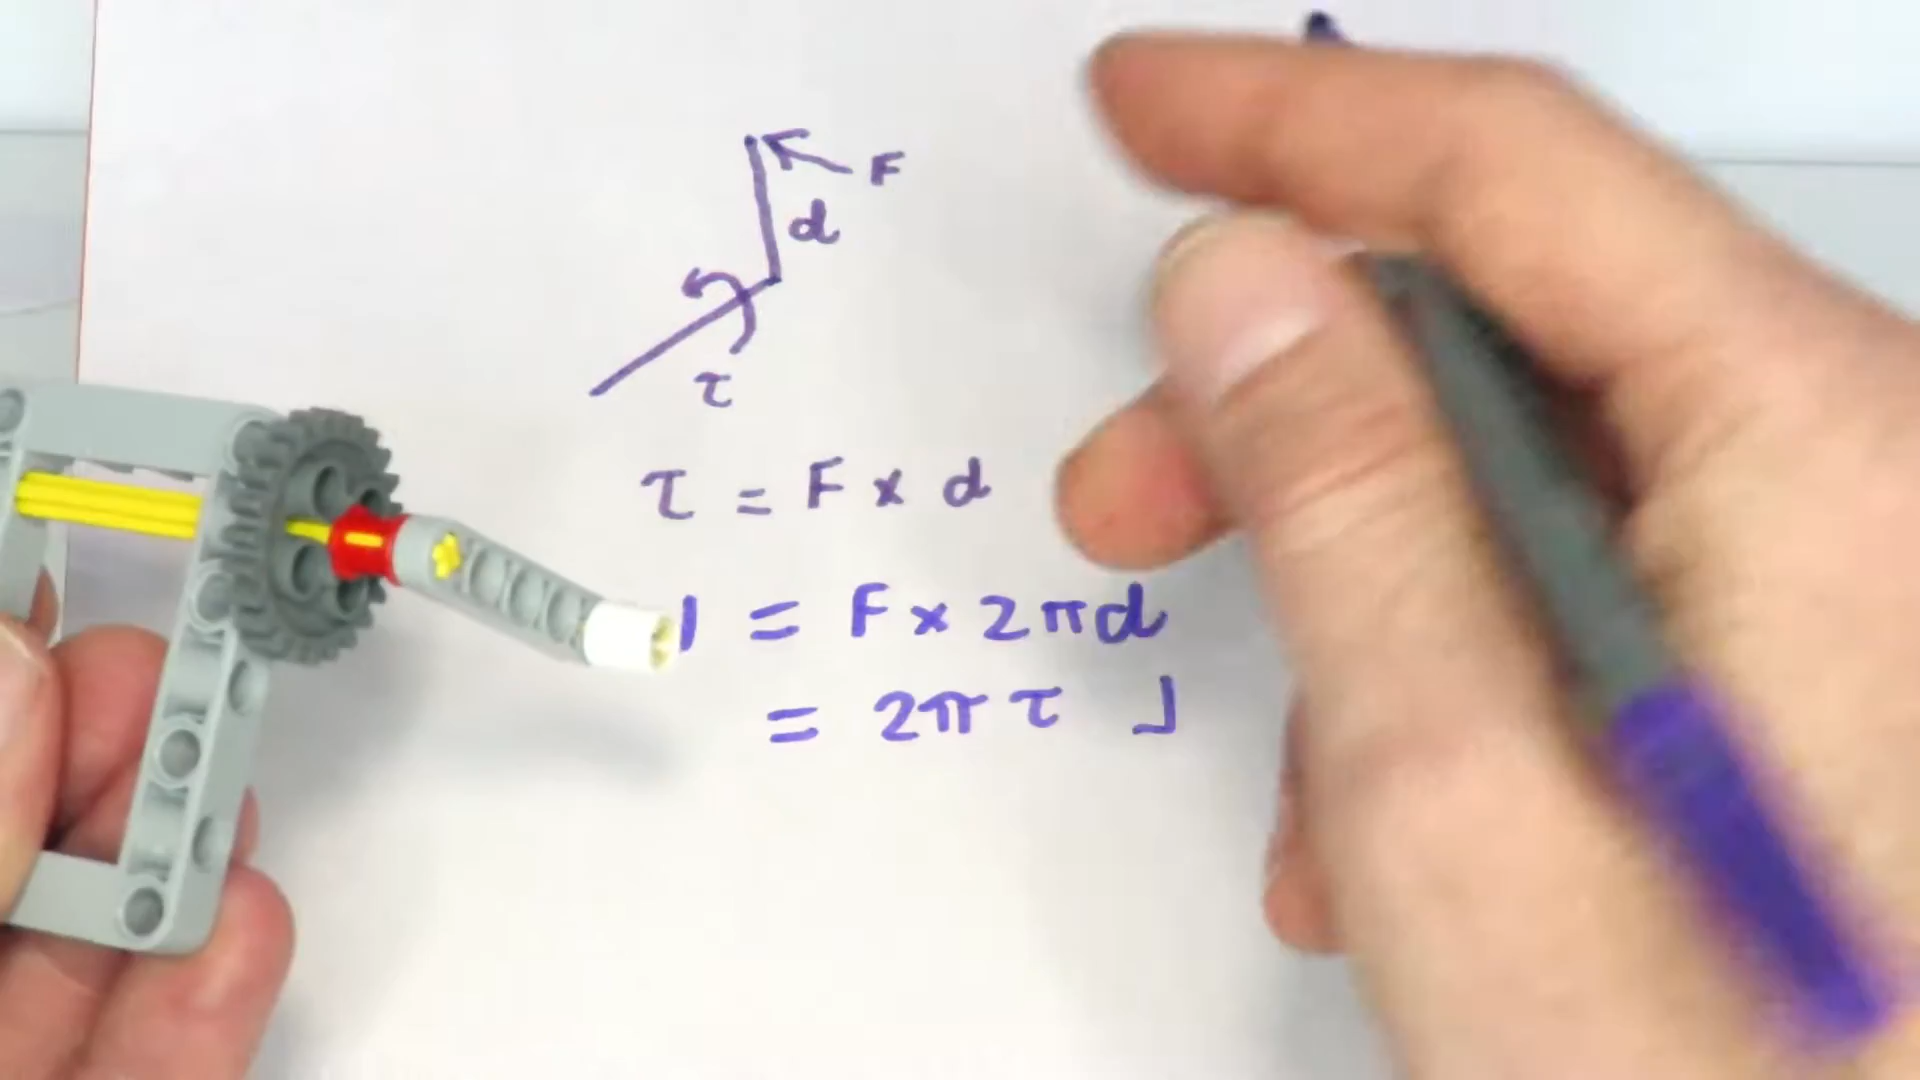 F
d
τ
τ = F × d
1 = F × 2πd
= 2πτ J